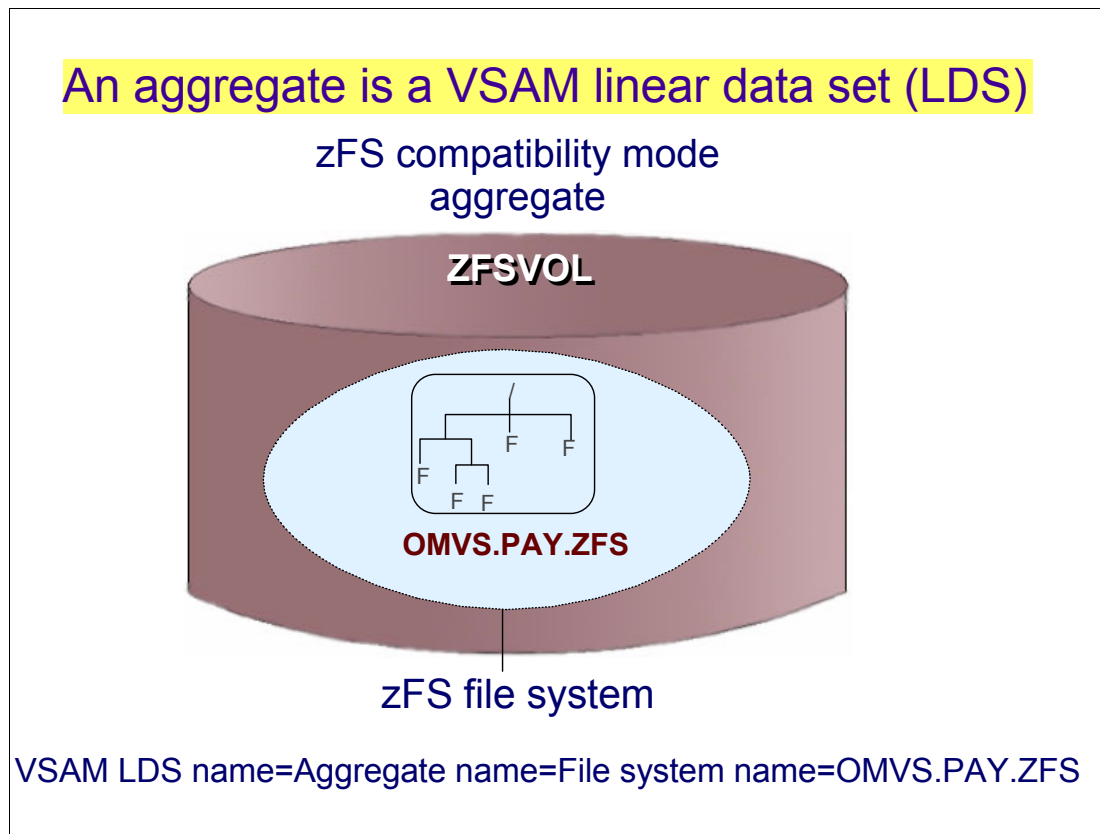 An aggregate is a VSAM linear data set (LDS)
zFS compatibility mode
aggregate
ZFSVOL
/
F
F
F
F F
OMVS.PAY.ZFS
zFS file system
VSAM LDS name=Aggregate name=File system name=OMVS.PAY.ZFS